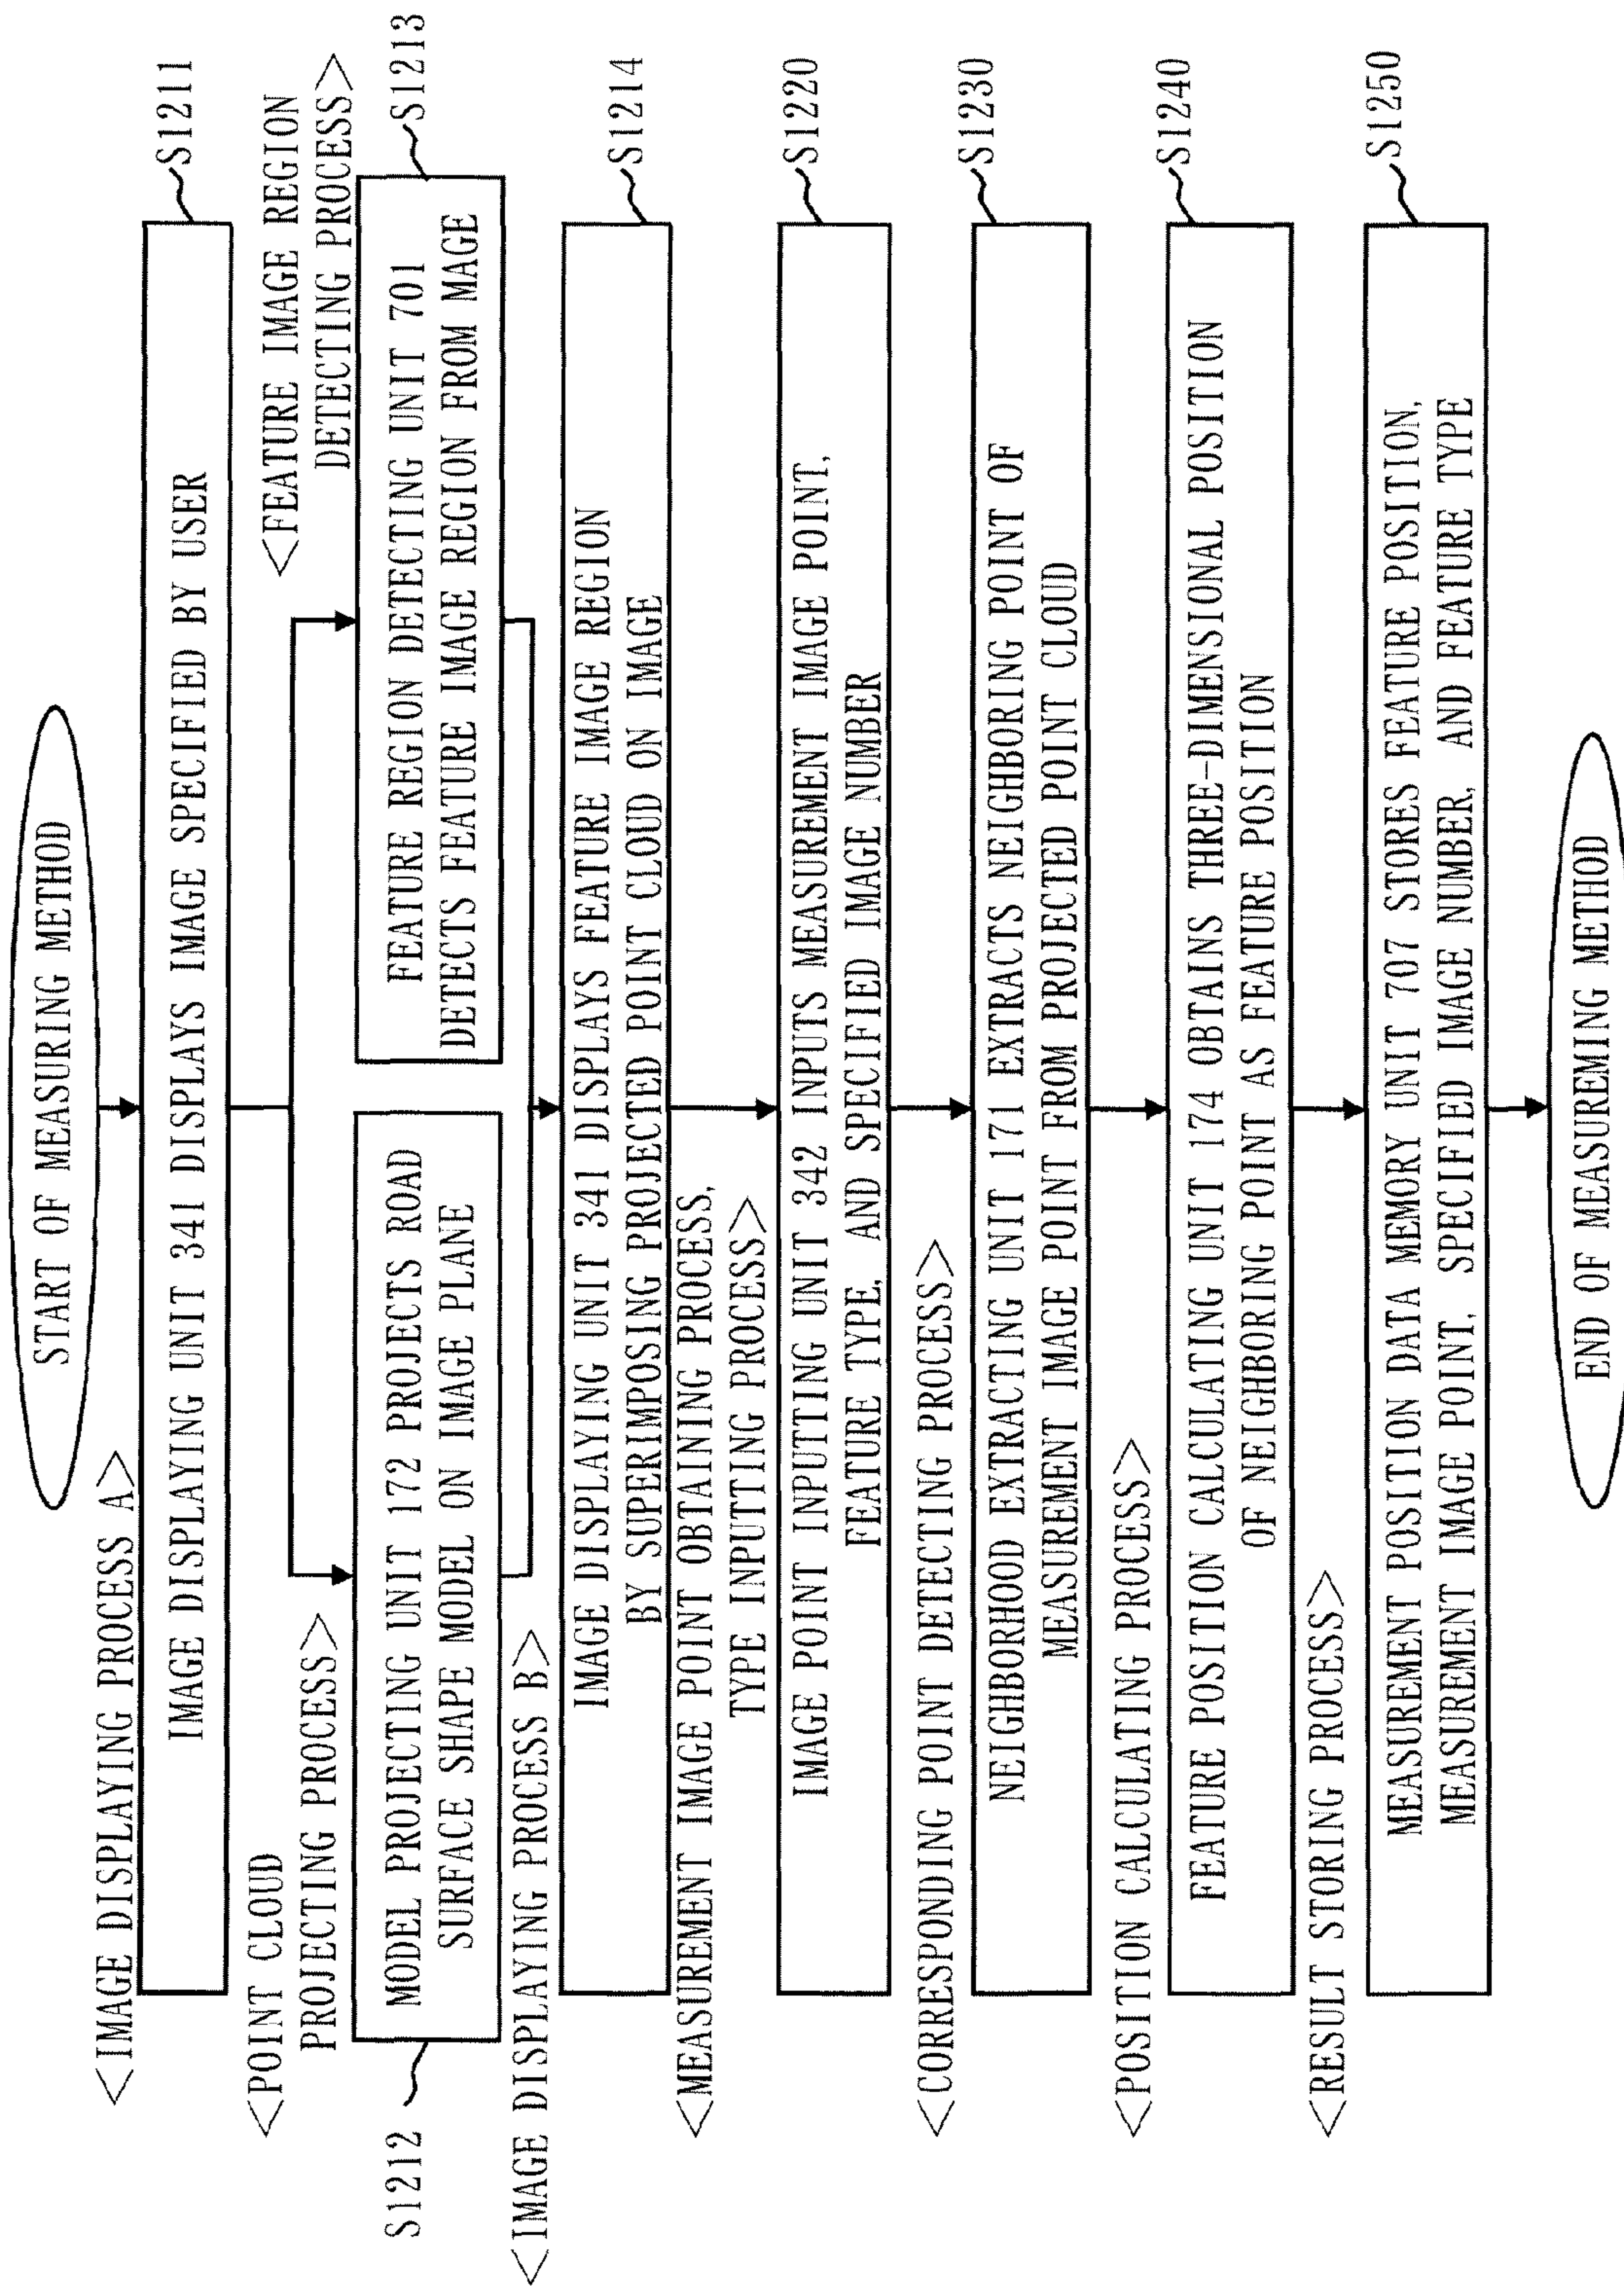 START OF MEASURING METHOD
<IMAGE DISPLAYING PROCESS A>
IMAGE DISPLAYING UNIT 341 DISPLAYS IMAGE SPECIFIED BY USER
S1211
<POINT CLOUD
PROJECTING PROCESS>
S1212
MODEL PROJECTING UNIT 172 PROJECTS ROAD
SURFACE SHAPE MODEL ON IMAGE PLANE
<FEATURE IMAGE REGION
DETECTING PROCESS>
S1213
FEATURE REGION DETECTING UNIT 701
DETECTS FEATURE IMAGE REGION FROM MAGE
<IMAGE DISPLAYING PROCESS B>
IMAGE DISPLAYING UNIT 341 DISPLAYS FEATURE IMAGE REGION
BY SUPERIMPOSING PROJECTED POINT CLOUD ON IMAGE
S1214
<MEASUREMENT IMAGE POINT OBTAINING PROCESS,
TYPE INPUTTING PROCESS>
IMAGE POINT INPUTTING UNIT 342 INPUTS MEASUREMENT IMAGE POINT,
FEATURE TYPE, AND SPECIFIED IMAGE NUMBER
S1220
<CORRESPONDING POINT DETECTING PROCESS>
NEIGHBORHOOD EXTRACTING UNIT 171 EXTRACTS NEIGHBORING POINT OF
MEASUREMENT IMAGE POINT FROM PROJECTED POINT CLOUD
S1230
<POSITION CALCULATING PROCESS>
FEATURE POSITION CALCULATING UNIT 174 OBTAINS THREE-DIMENSIONAL POSITION
OF NEIGHBORING POINT AS FEATURE POSITION
S1240
<RESULT STORING PROCESS>
MEASUREMENT POSITION DATA MEMORY UNIT 707 STORES FEATURE POSITION,
MEASUREMENT IMAGE POINT, SPECIFIED IMAGE NUMBER, AND FEATURE TYPE
S1250
END OF MEASUREMING METHOD